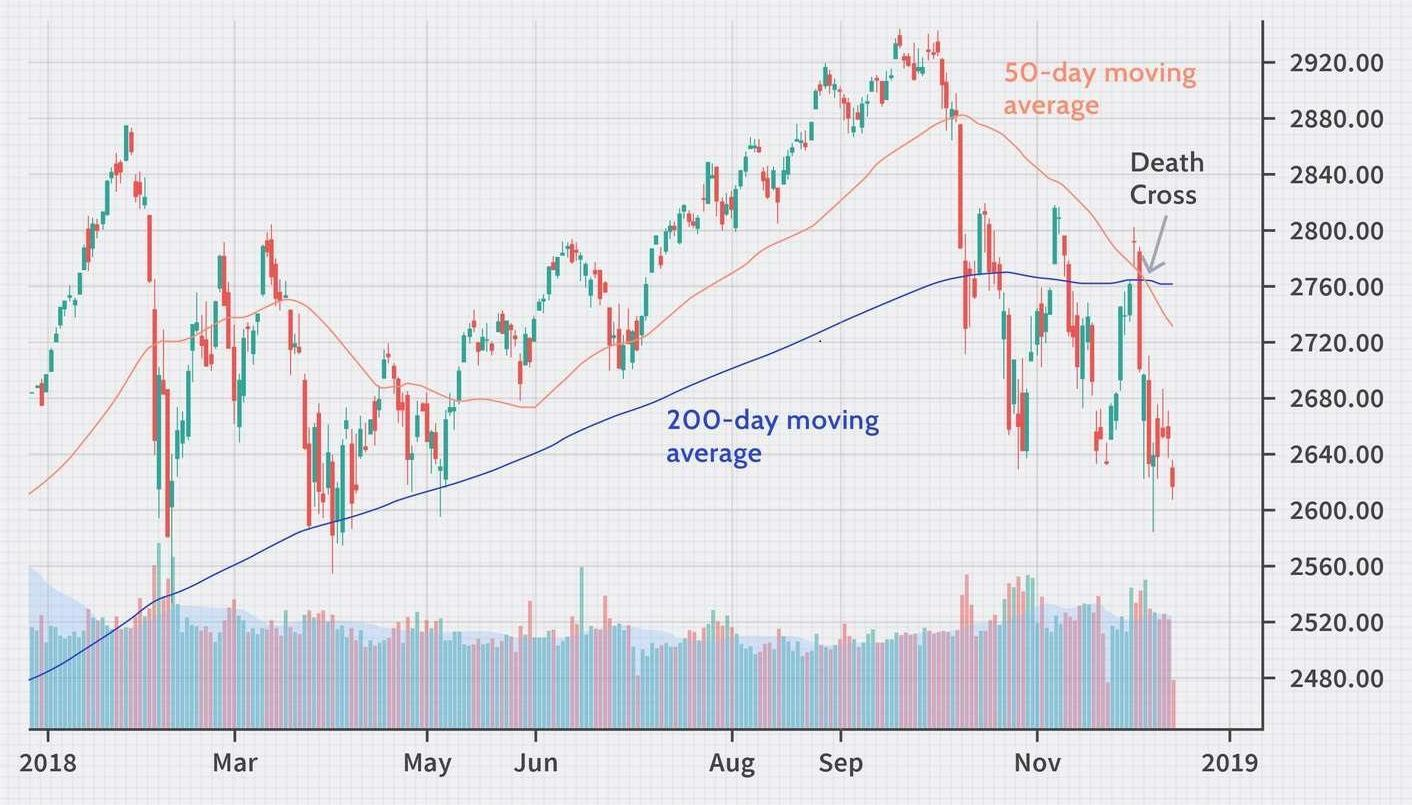 50-day moving
average
Death
Cross
200-day moving
average
2920.00
2880.00
2840.00
2800.00
2760.00
2720.00
2680.00
2640.00
2600.00
2560.00
2520.00
2480.00
2018 Mar May Jun Aug Sep Nov 2019